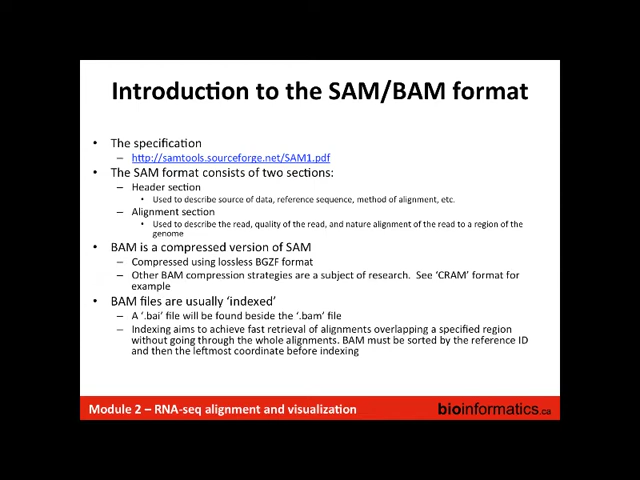 Introduction to the SAM/BAM format
• The specification
– http://samtools.sourceforge.net/SAM1.pdf
• The SAM format consists of two sections:
– Header section
• Used to describe source of data, reference sequence, method of alignment, etc.
– Alignment section
• Used to describe the read, quality of the read, and nature alignment of the read to a region of the
genome
• BAM is a compressed version of SAM
– Compressed using lossless BGZF format
– Other BAM compression strategies are a subject of research. See ‘CRAM’ format for
example
• BAM files are usually ‘indexed’
– A ‘.bai’ file will be found beside the ‘.bam’ file
– Indexing aims to achieve fast retrieval of alignments overlapping a specified region
without going through the whole alignments. BAM must be sorted by the reference ID
and then the leftmost coordinate before indexing
Module 2 – RNA-seq alignment and visualization
bioinformatics.ca